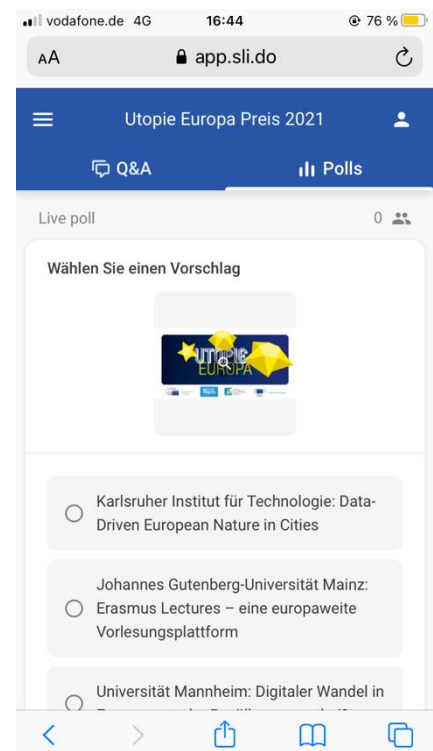 vodafone.de 4G 16:44 76 %
AA app.sli.do
Utopie Europa Preis 2021
Q&A Polls
Live poll 0
Wählen Sie einen Vorschlag
UTOPIE
EUROPA
Karlsruher Institut für Technologie: Data-
Driven European Nature in Cities
Johannes Gutenberg-Universität Mainz:
Erasmus Lectures – eine europaweite
Vorlesungsplattform
Universität Mannheim: Digitaler Wandel in